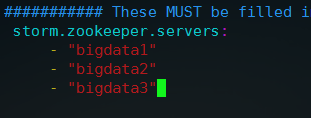 ########### These MUST be filled i
storm.zookeeper.servers:
- "bigdata1"
- "bigdata2"
- "bigdata3"